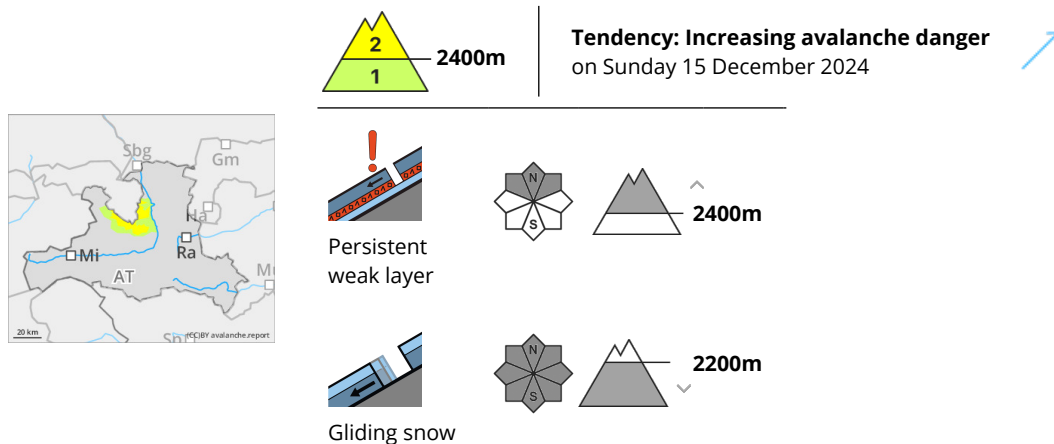 2
1
2400m
Tendency: Increasing avalanche danger
on Sunday 15 December 2024
Sbg
Gm
Ha
Mi
Ra
AT
Mu
20 km
(CC)BY avalanche.report
N
S
2400m
Persistent
weak layer
N
S
2200m
Gliding snow